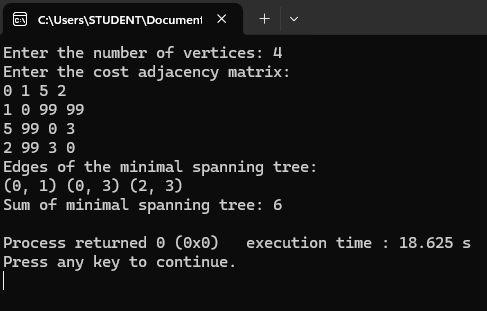 C:\Users\STUDENT\Document
Enter the number of vertices: 4
Enter the cost adjacency matrix:
0 1 5 2
1 0 99 99
5 99 0 3
2 99 3 0
Edges of the minimal spanning tree:
(0, 1) (0, 3) (2, 3)
Sum of minimal spanning tree: 6
Process returned 0 (0x0)   execution time : 18.625 s
Press any key to continue.